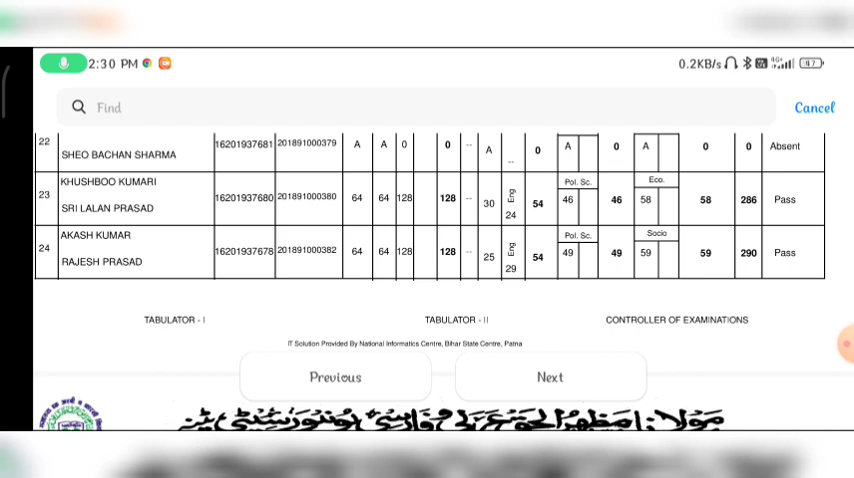 2:30 PM 0.2KB/s 4G+ 87
Find Cancel
22 SHEO BACHAN SHARMA 16201937681 201891000379 A A 0 0 -- A -- 0 A 0 A 0 0 Absent
KHUSHBOO KUMARI Pol. Sc. Eco.
23 16201937680 201891000380 64 64 128 128 -- 30 Eng 24 54 46 46 58 58 286 Pass
SRI LALAN PRASAD
AKASH KUMAR Pol. Sc. Socio
24 16201937678 201891000382 64 64 128 128 -- 25 Eng 29 54 49 49 59 59 290 Pass
RAJESH PRASAD
TABULATOR - I TABULATOR - II CONTROLLER OF EXAMINATIONS
IT Solution Provided By National Informatics Centre, Bihar State Centre, Patna
Previous Next